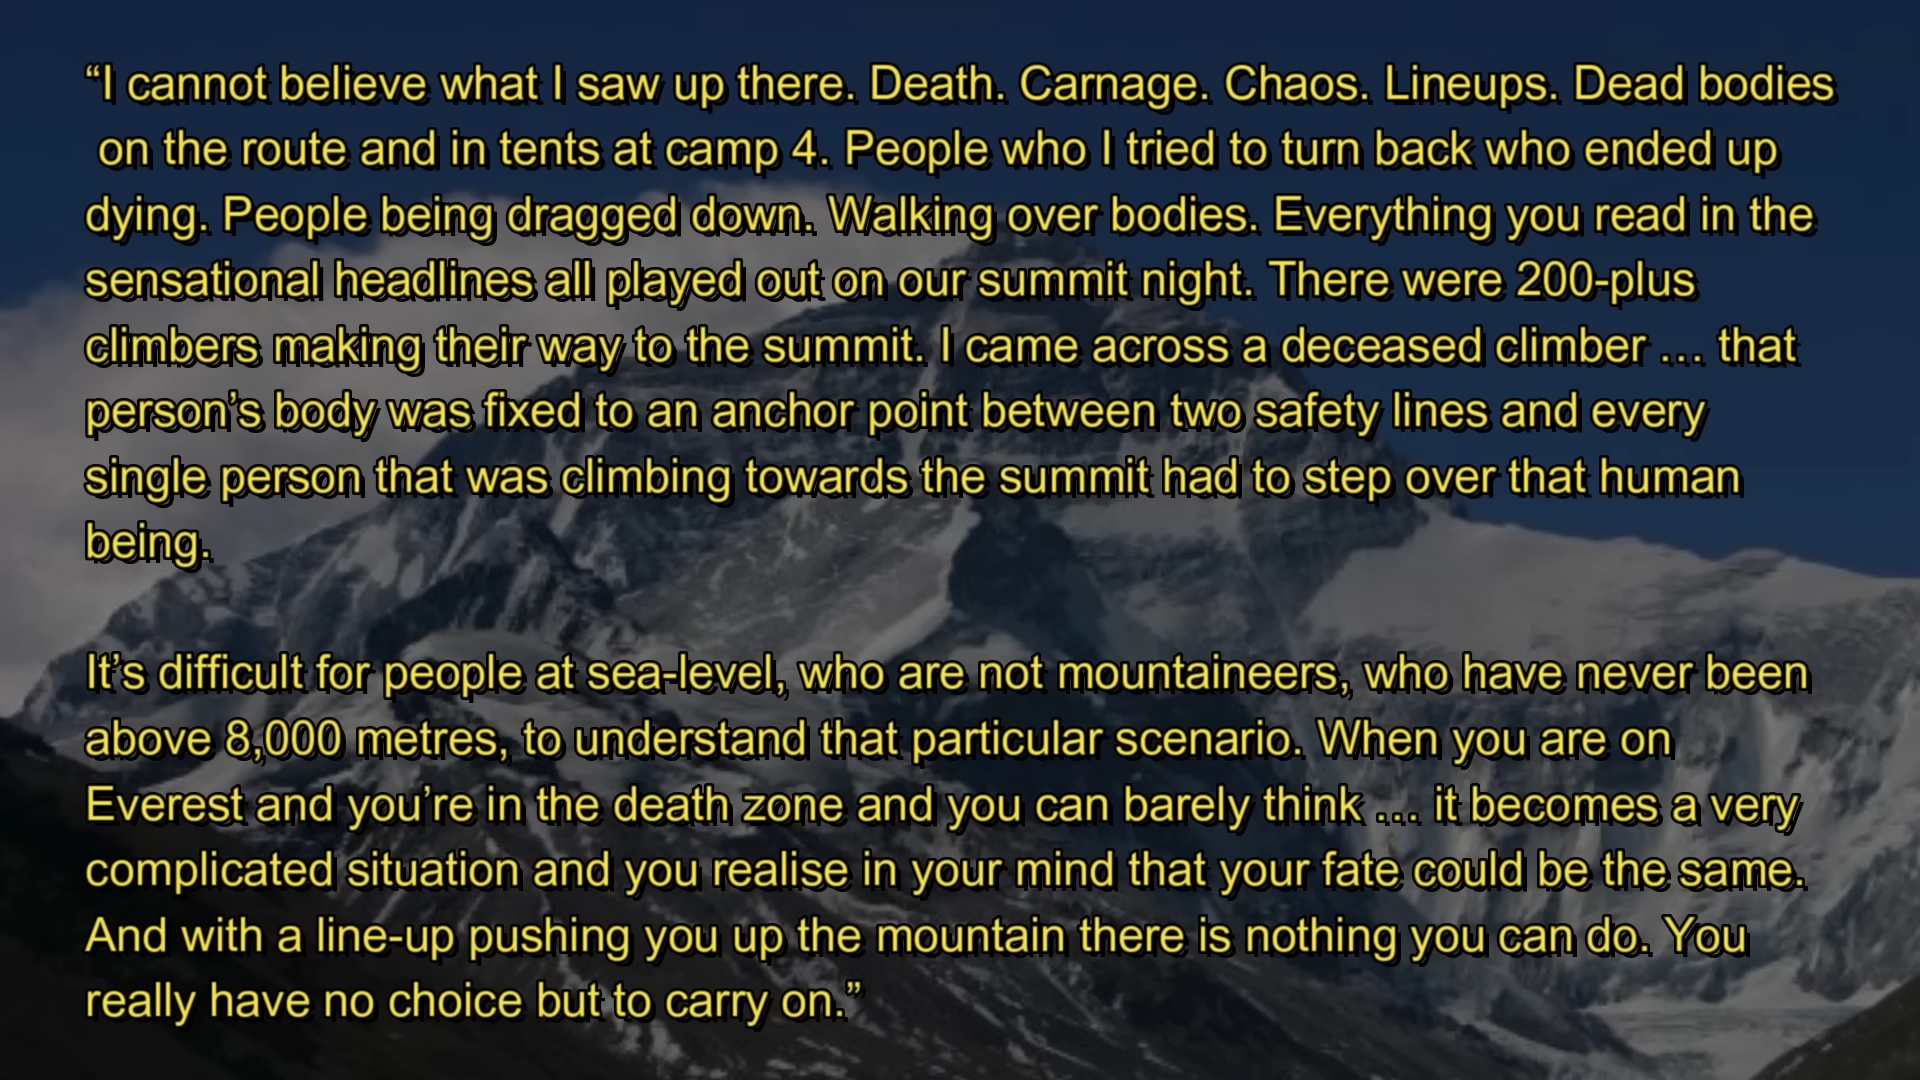 “I cannot believe what I saw up there. Death. Carnage. Chaos. Lineups. Dead bodies
on the route and in tents at camp 4. People who I tried to turn back who ended up
dying. People being dragged down. Walking over bodies. Everything you read in the
sensational headlines all played out on our summit night. There were 200-plus
climbers making their way to the summit. I came across a deceased climber … that
person’s body was fixed to an anchor point between two safety lines and every
single person that was climbing towards the summit had to step over that human
being.
It’s difficult for people at sea-level, who are not mountaineers, who have never been
above 8,000 metres, to understand that particular scenario. When you are on
Everest and you’re in the death zone and you can barely think … it becomes a very
complicated situation and you realise in your mind that your fate could be the same.
And with a line-up pushing you up the mountain there is nothing you can do. You
really have no choice but to carry on.”